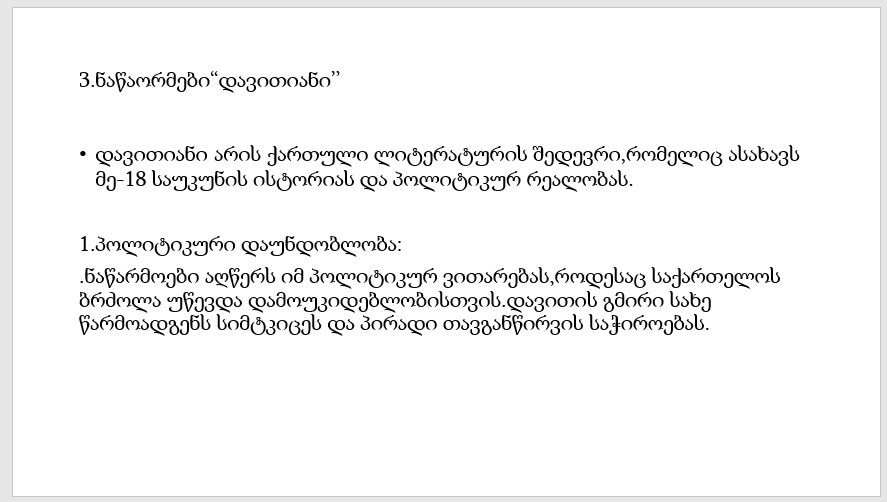 3.ნაწაორმები“დავითიანი’’
• დავითიანი არის ქართული ლიტერატურის შედევრი,რომელიც ასახავს
მე-18 საუკუნის ისტორიას და პოლიტიკურ რეალობას.
1.პოლიტიკური დაუნდობლობა:
.ნაწარმოები აღწერს იმ პოლიტიკურ ვითარებას,როდესაც საქართელოს
ბრძოლა უწევდა დამოუკიდებლობისთვის.დავითის გმირი სახე
წარმოადგენს სიმტკიცეს და პირადი თავგანწირვის საჭიროებას.